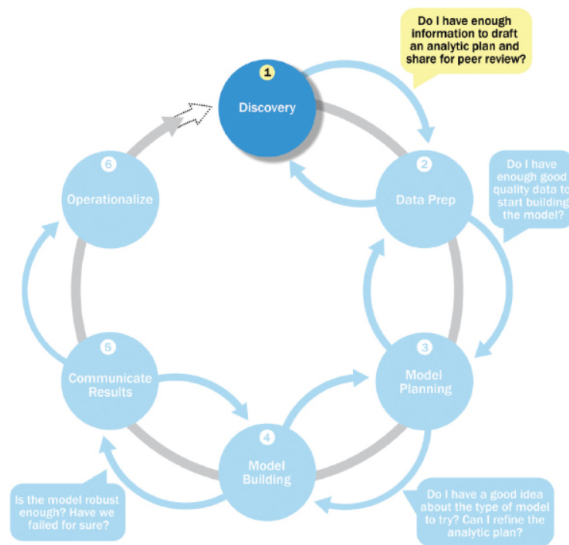 Do I have enough
information to draft
an analytic plan and
share for peer review?
1
Discovery
2
Data Prep
Do I have
enough good
quality data to
start building
the model?
3
Model
Planning
Do I have a good idea
about the type of model
to try? Can I refine the
analytic plan?
4
Model
Building
Is the model robust
enough? Have we
failed for sure?
5
Communicate
Results
6
Operationalize